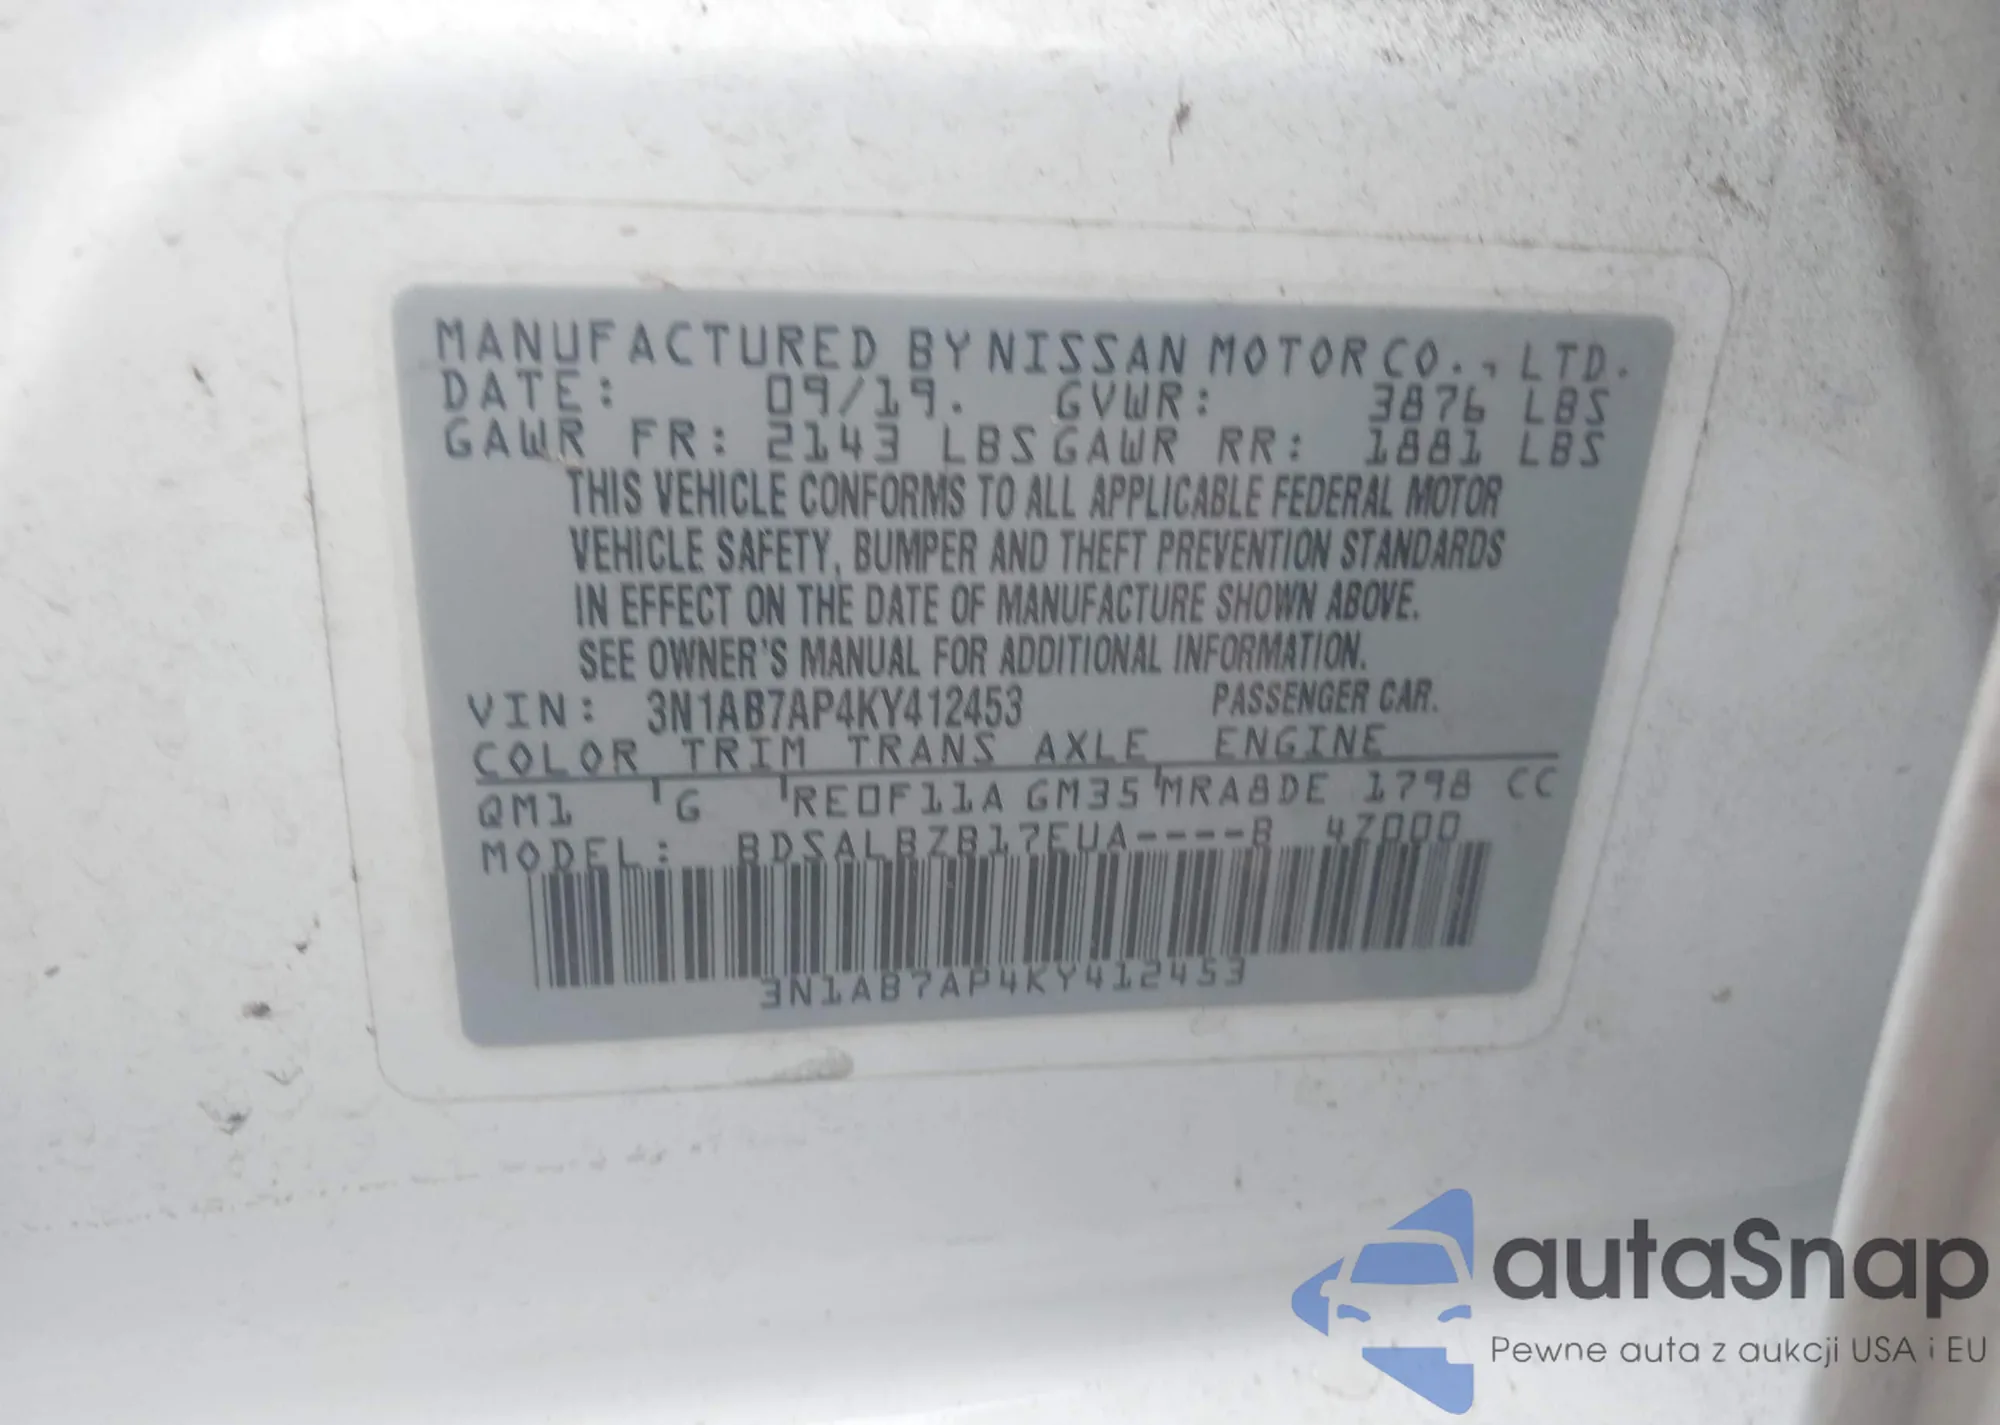 MANUFACTURED BY NISSAN MOTOR CO., LTD.
DATE: 09/19. GVWR: 3876 LBS
GAWR FR: 2143 LBS GAWR RR: 1881 LBS
THIS VEHICLE CONFORMS TO ALL APPLICABLE FEDERAL MOTOR
VEHICLE SAFETY, BUMPER AND THEFT PREVENTION STANDARDS
IN EFFECT ON THE DATE OF MANUFACTURE SHOWN ABOVE.
SEE OWNER'S MANUAL FOR ADDITIONAL INFORMATION.
VIN: 3N1AB7AP4KY412453 PASSENGER CAR.
COLOR TRIM TRANS AXLE ENGINE
QM1 G RE0F11A GM35 MRA8DE 1798 CC
MODEL: BDSALBZB17EUA----B 4Z000
3N1AB7AP4KY412453
autaSnap
Pewne auta z aukcji USA i EU